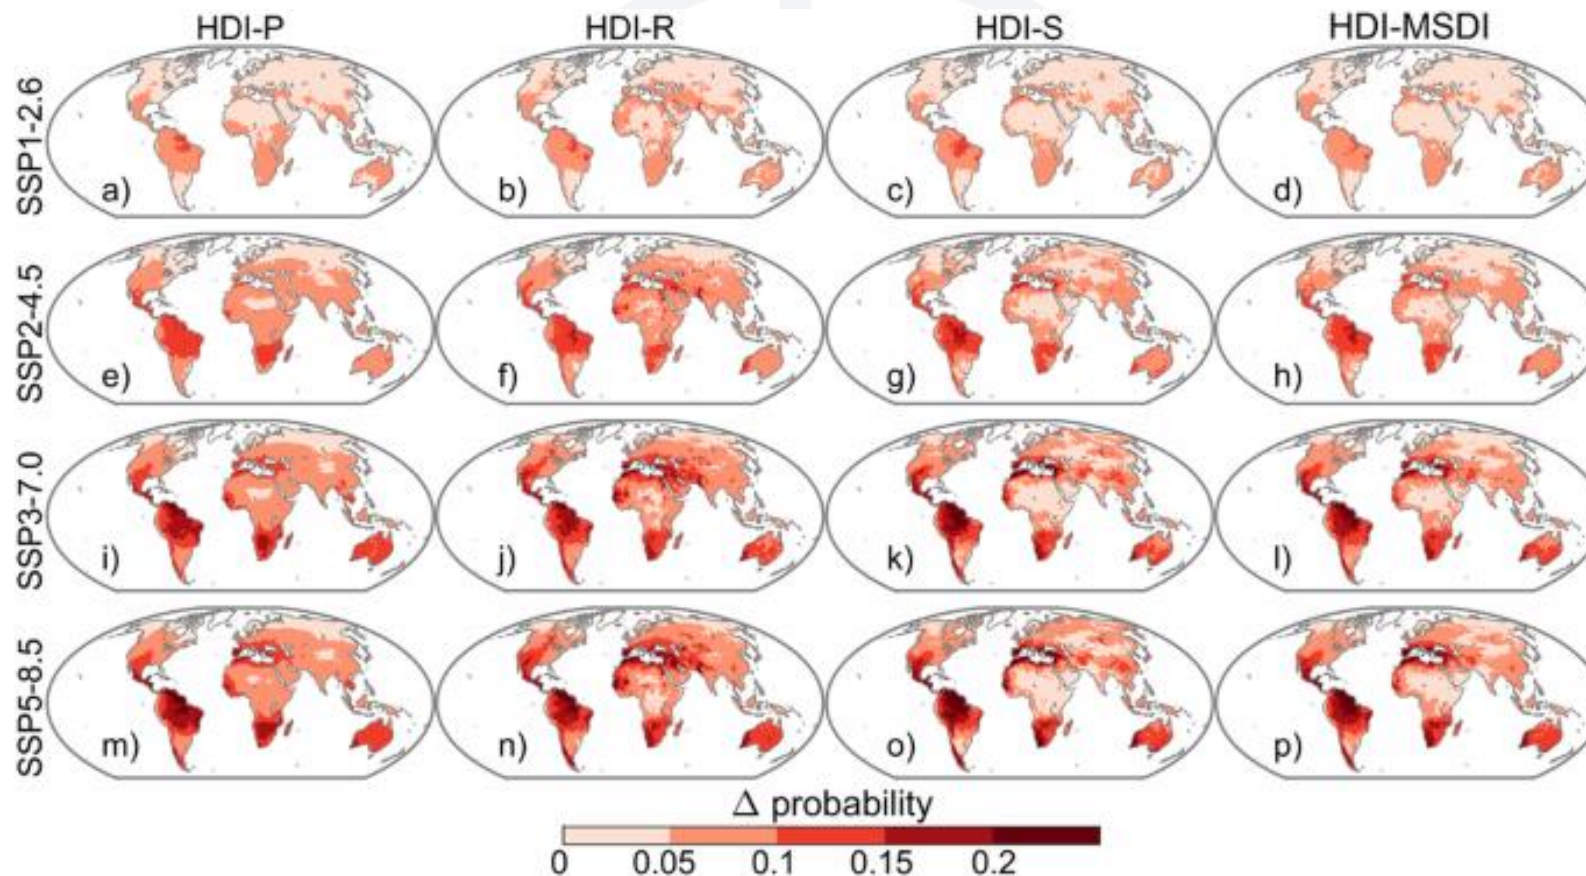 HDI-P HDI-R HDI-S HDI-MSDI
SSP1-2.6
a) b) c) d)
SSP2-4.5
e) f) g) h)
SSP3-7.0
i) j) k) l)
SSP5-8.5
m) n) o) p)
Δ probability
0 0.05 0.1 0.15 0.2